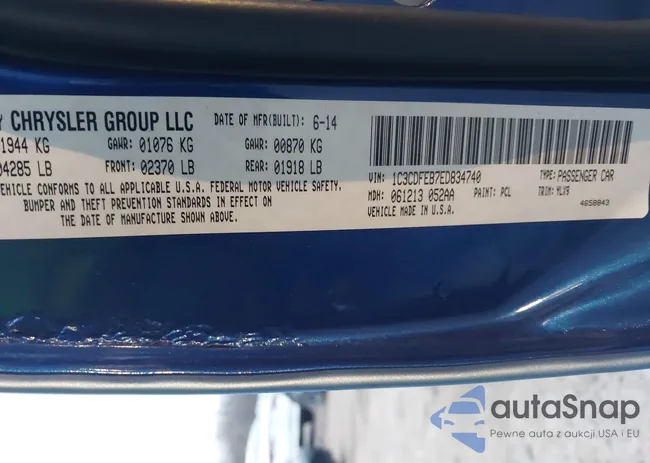 CHRYSLER GROUP LLC DATE OF MFR(BUILT): 6-14
1944 KG GAWR: 01076 KG GAWR: 00870 KG
04285 LB FRONT: 02370 LB REAR: 01918 LB
VEHICLE CONFORMS TO ALL APPLICABLE U.S.A. FEDERAL MOTOR VEHICLE SAFETY,
BUMPER AND THEFT PREVENTION STANDARDS IN EFFECT ON
THE DATE OF MANUFACTURE SHOWN ABOVE.
VIN: 1C3CDFEB7ED834740 TYPE: PASSENGER CAR
MDH: 061213 052AA PAINT: PCL TRIM: HLX9
VEHICLE MADE IN U.S.A. 4658843
autaSnap
Pewne auta z aukcji USA i EU